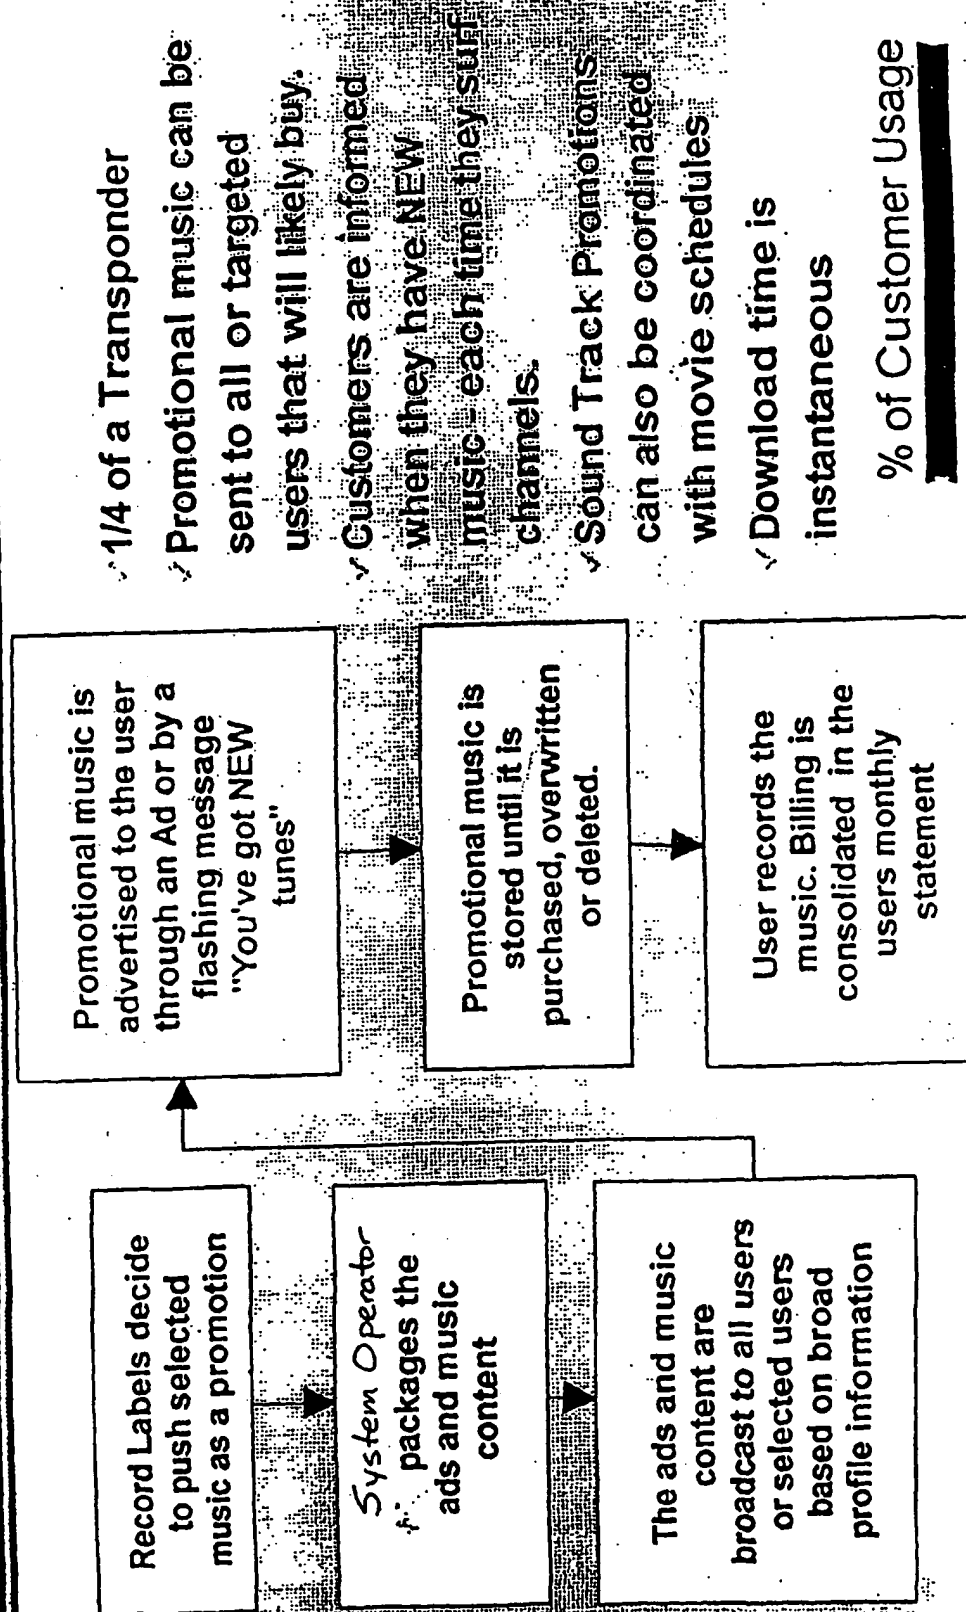 Record Labels decide
to push selected
music as a promotion
System Operator
packages the
ads and music
content
The ads and music
content are
broadcast to all users
or selected users
based on broad
profile information
Promotional music is
advertised to the user
through an Ad or by a
flashing message
"You've got NEW
tunes"
Promotional music is
stored until it is
purchased, overwritten
or deleted.
User records the
music. Billing is
consolidated in the
users monthly
statement
✓ 1/4 of a Transponder
✓ Promotional music can be
sent to all or targeted
users that will likely buy.
✓ Customers are informed
when they have NEW
music - each time they surf
channels.
✓ Sound Track Promotions
can also be coordinated
with movie schedules
✓ Download time is
instantaneous
% of Customer Usage